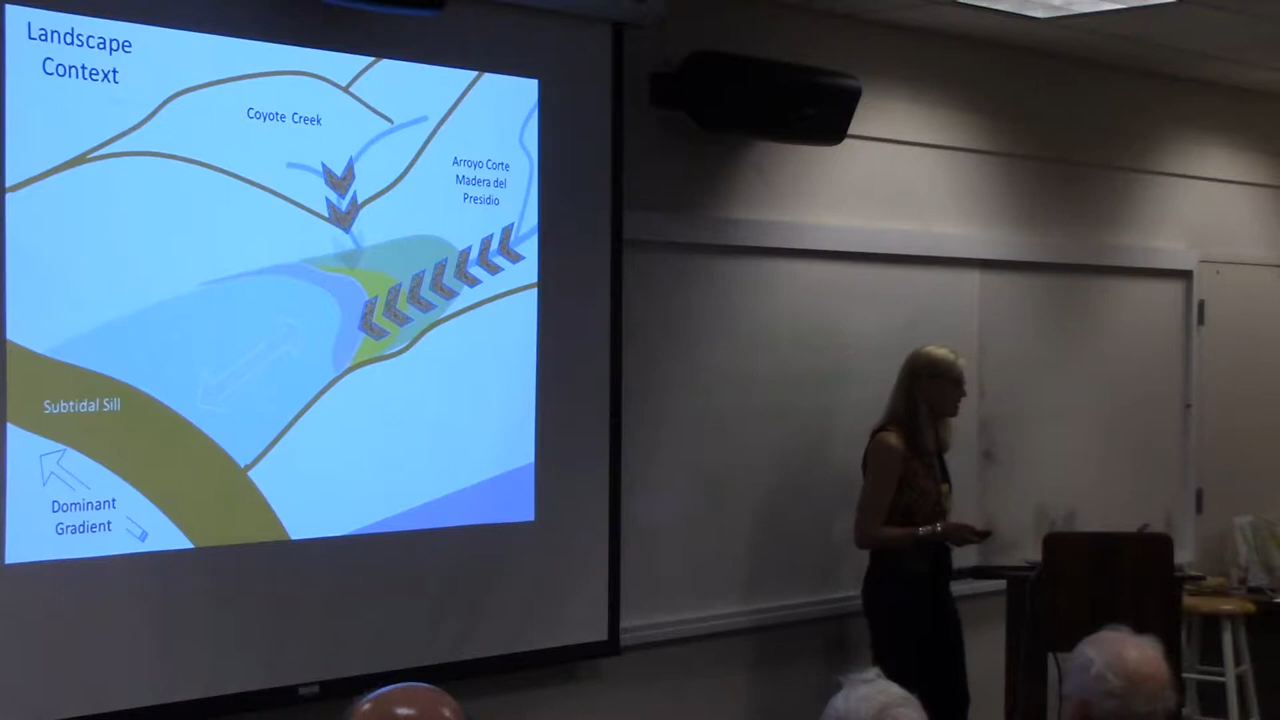 Landscape
Context
Coyote Creek
Arroyo Corte
Madera del
Presidio
Subtidal Sill
Dominant
Gradient